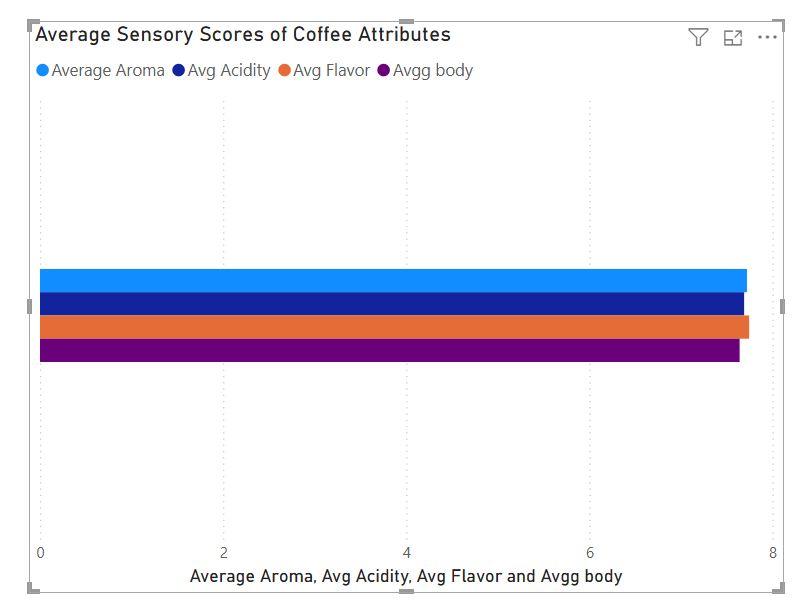 Average Sensory Scores of Coffee Attributes
Average Aroma Avg Acidity Avg Flavor Avgg body
0 2 4 6 8
Average Aroma, Avg Acidity, Avg Flavor and Avgg body